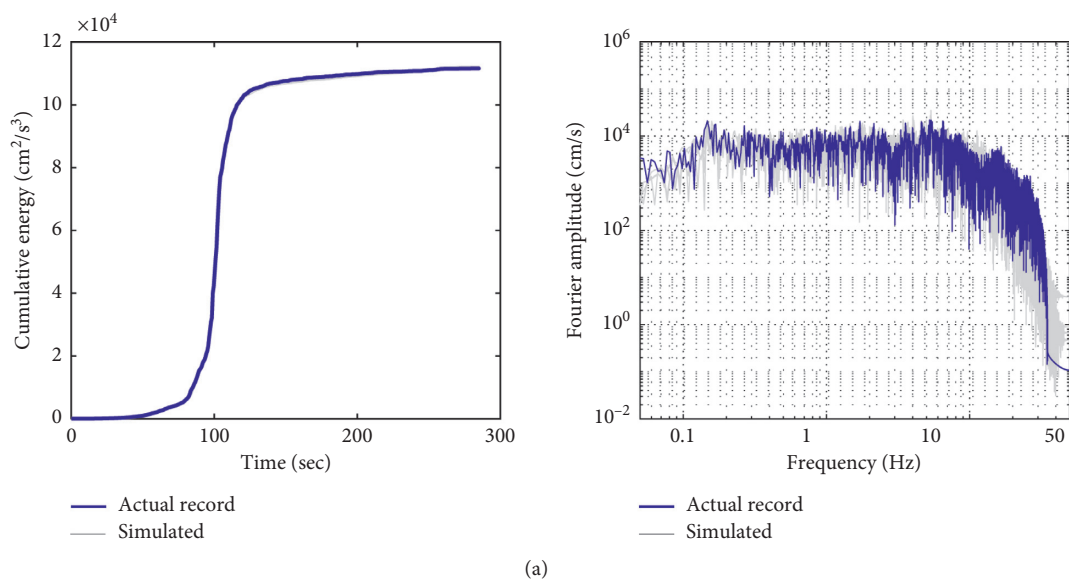 ×10⁴
12
10
8
6
4
2
0
Cumulative energy (cm²/s³)
0 100 200 300
Time (sec)
Actual record
Simulated
10⁶
10⁴
10²
10⁰
10⁻²
Fourier amplitude (cm/s)
0.1 1 10 50
Frequency (Hz)
Actual record
Simulated
(a)